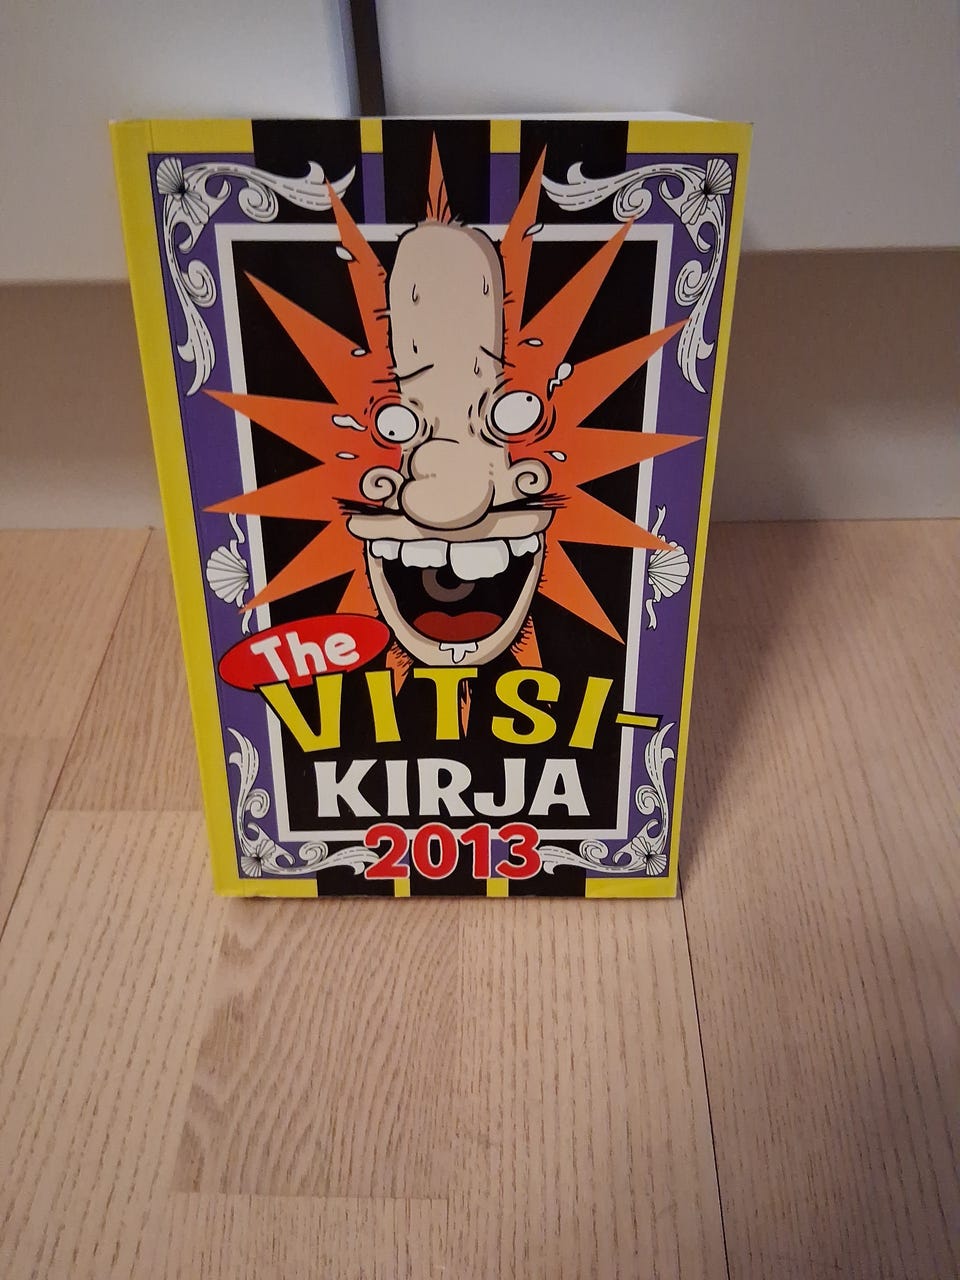 The
VITSI-
KIRJA
2013